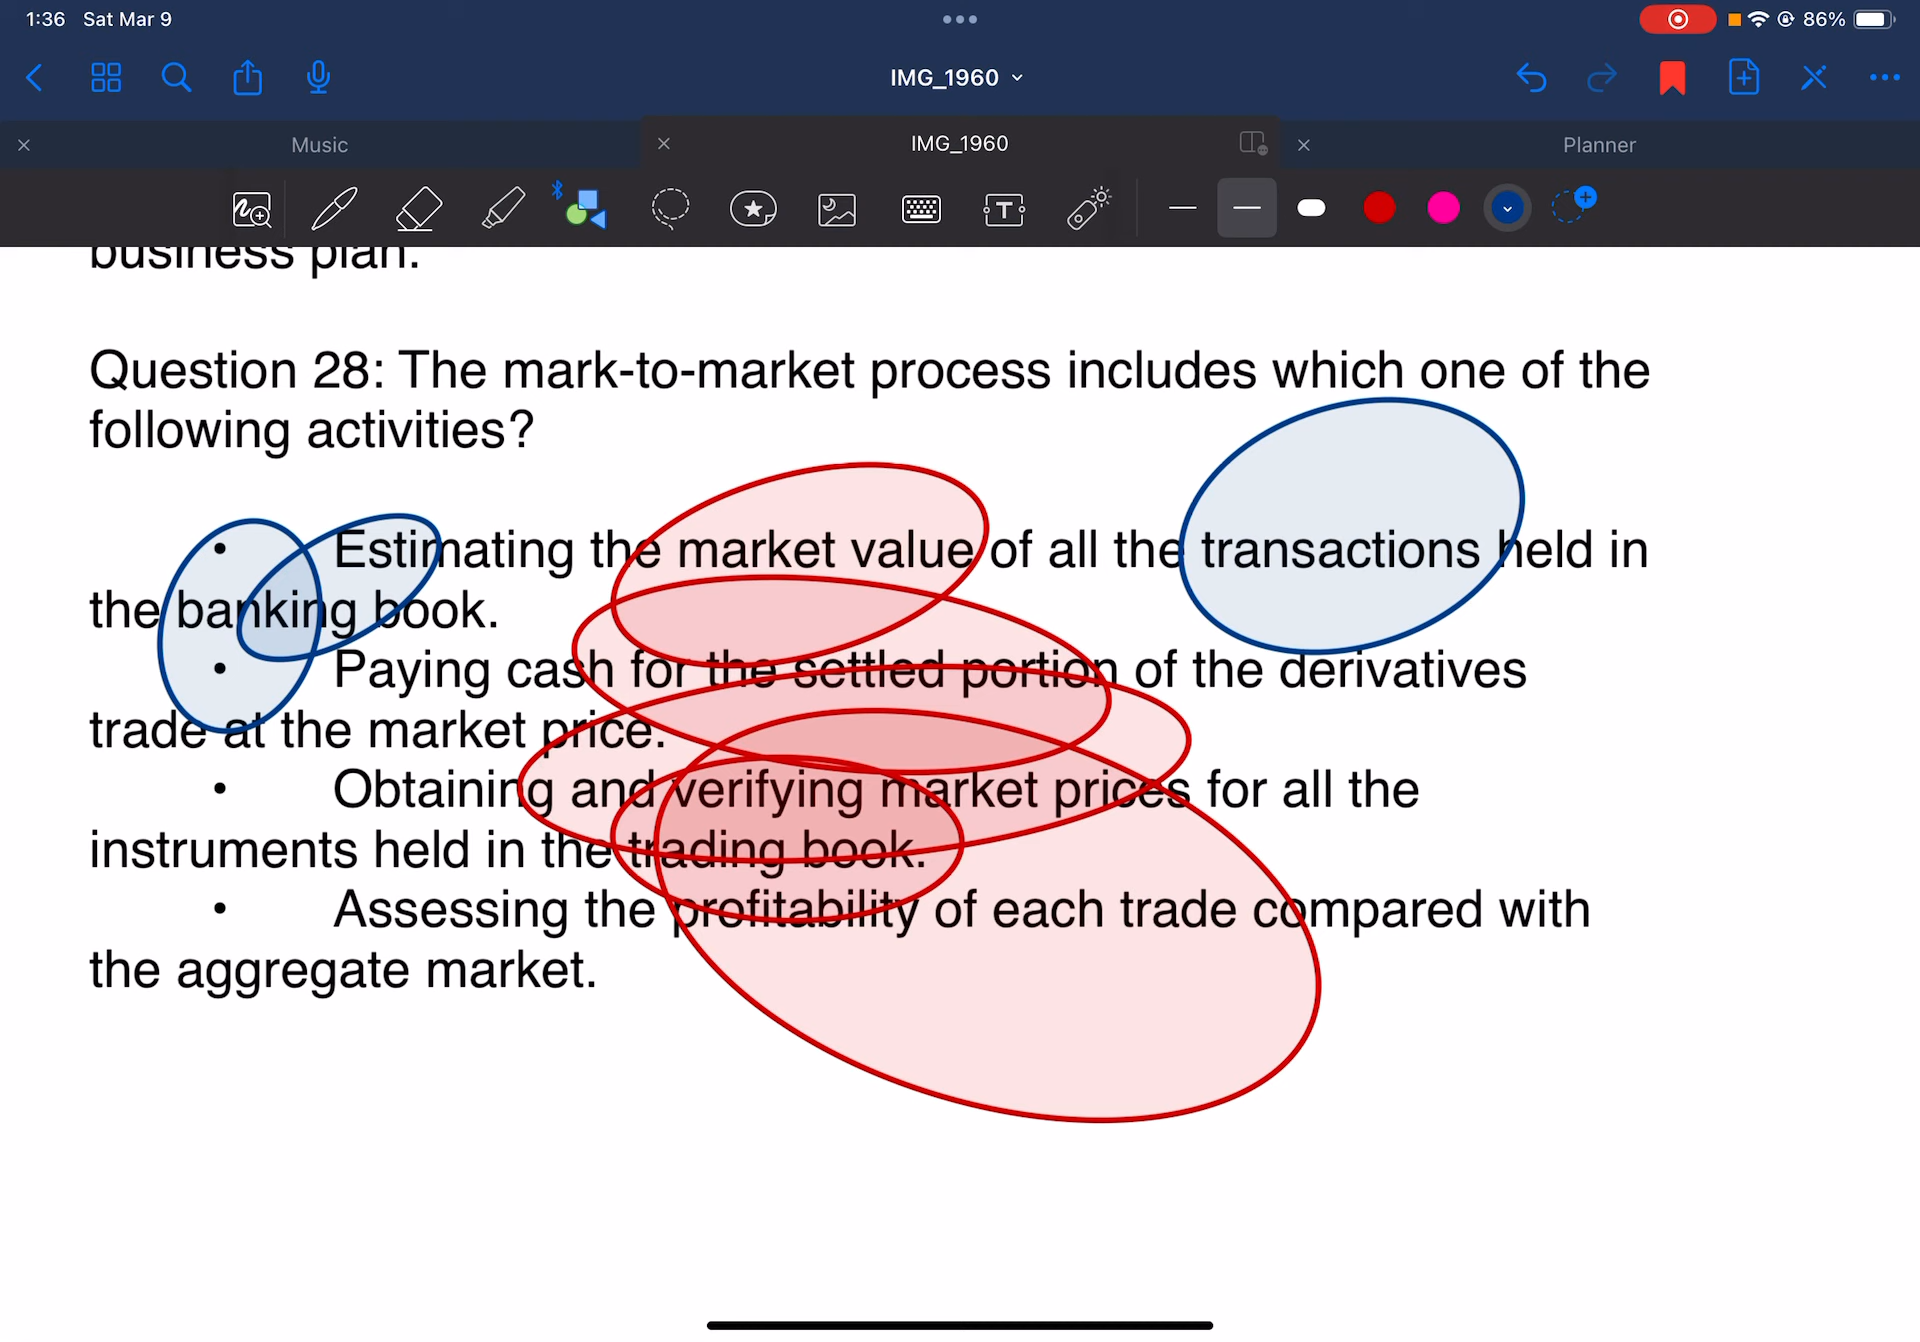 1:36 Sat Mar 9
86%
IMG_1960
Music
IMG_1960
Planner
T
business plan.
Question 28: The mark-to-market process includes which one of the
following activities?
• Estimating the market value of all the transactions held in
the banking book.
• Paying cash for the settled portion of the derivatives
trade at the market price.
• Obtaining and verifying market prices for all the
instruments held in the trading book.
• Assessing the profitability of each trade compared with
the aggregate market.